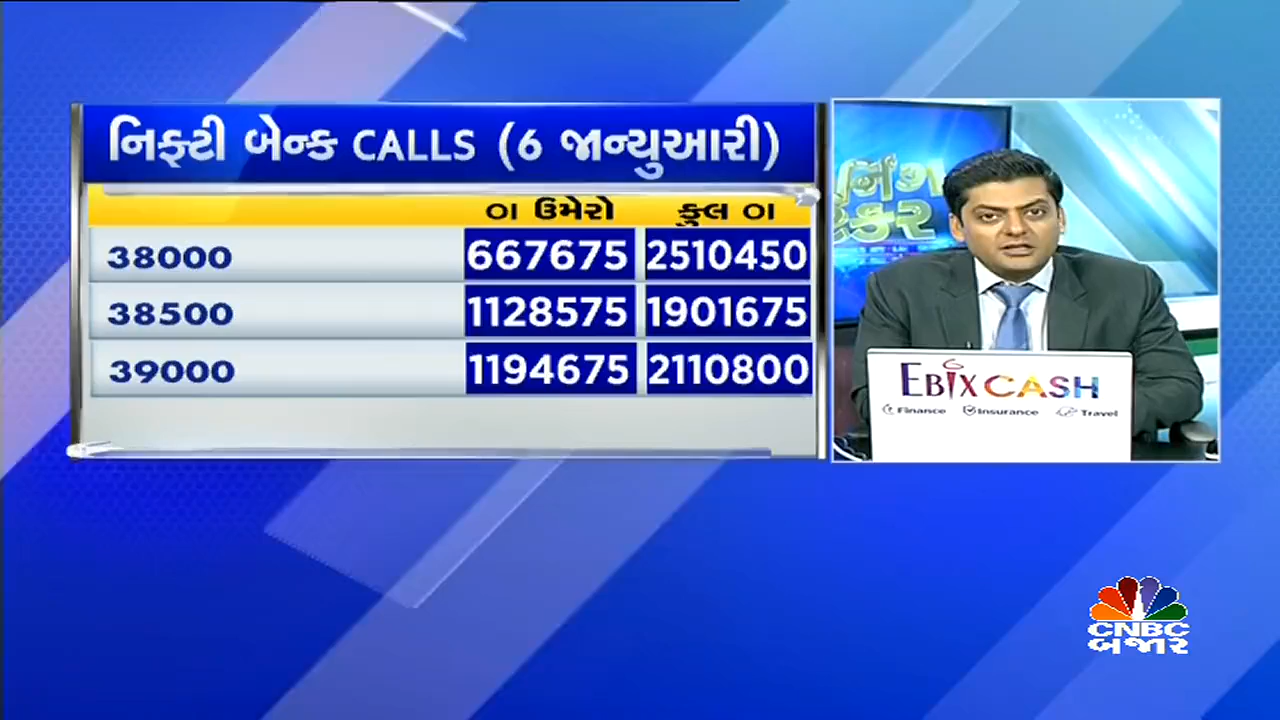 નિફ્ટી બેન્ક CALLS (6 જાન્યુઆરી)
OI ઉમેરો કુલ OI
38000 667675 2510450
38500 1128575 1901675
39000 1194675 2110800
EBIXCASH
Finance Insurance Travel
CNBC
બજાર